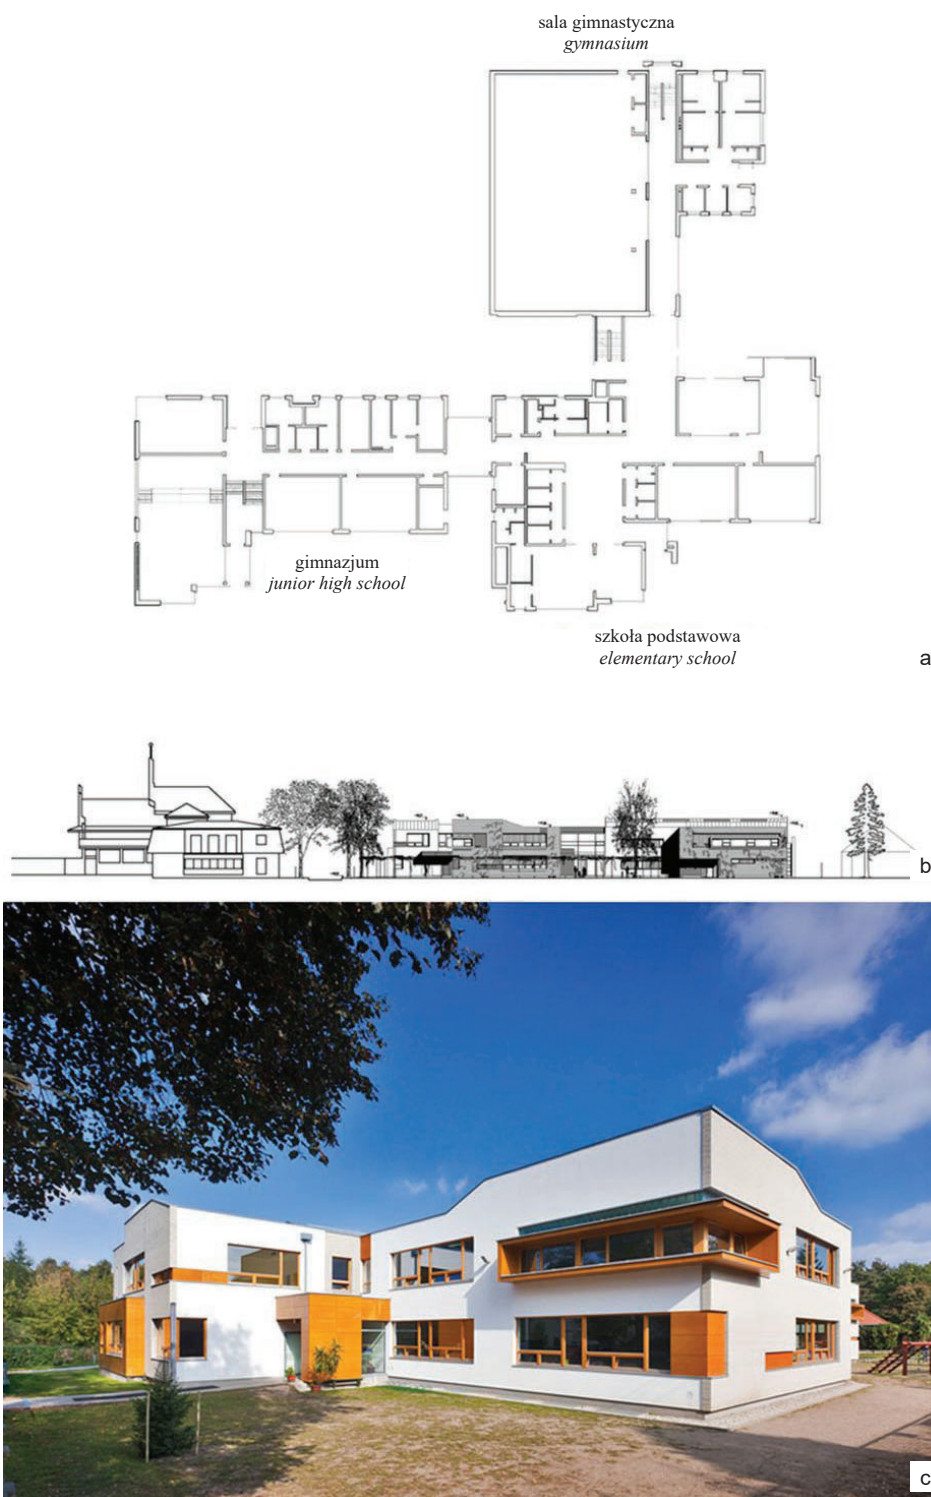 sala gimnastyczna
gymnasium
gimnazjum
junior high school
szkoła podstawowa
elementary school
a
b
c